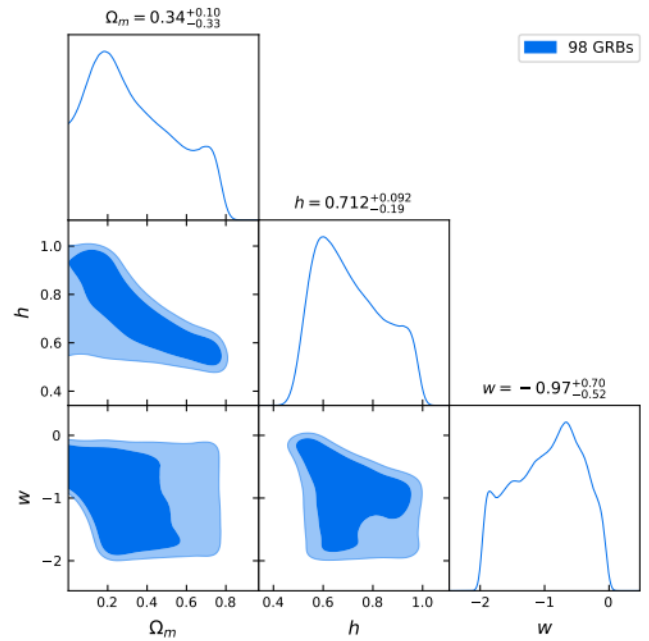 Ωₘ = 0.34⁺⁰·¹⁰₋₀.₃₃
98 GRBs
h = 0.712⁺⁰·⁰⁹²₋₀.₁₉
1.0
0.8
0.6
0.4
h
w = −0.97⁺⁰·⁷⁰₋₀.₅₂
0
−1
−2
w
0.2 0.4 0.6 0.8
0.4 0.6 0.8 1.0
−2 −1 0
Ωₘ
h
w